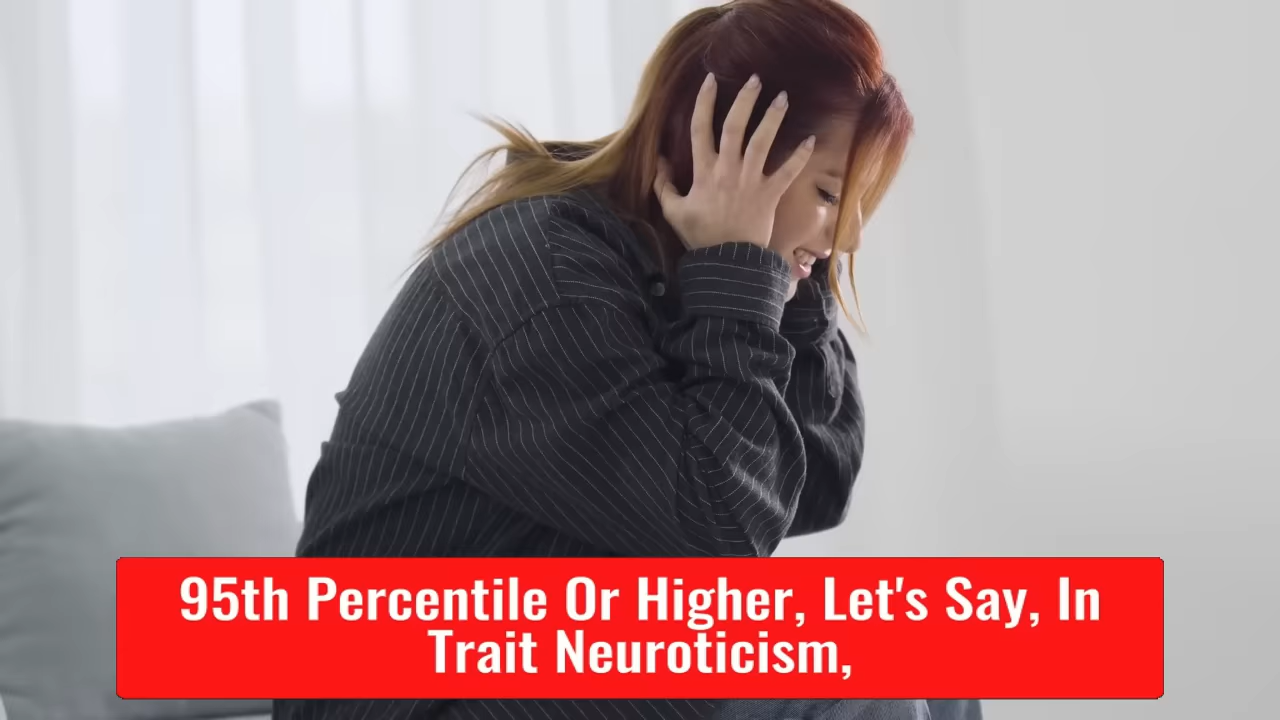 95th Percentile Or Higher, Let's Say, In
Trait Neuroticism,